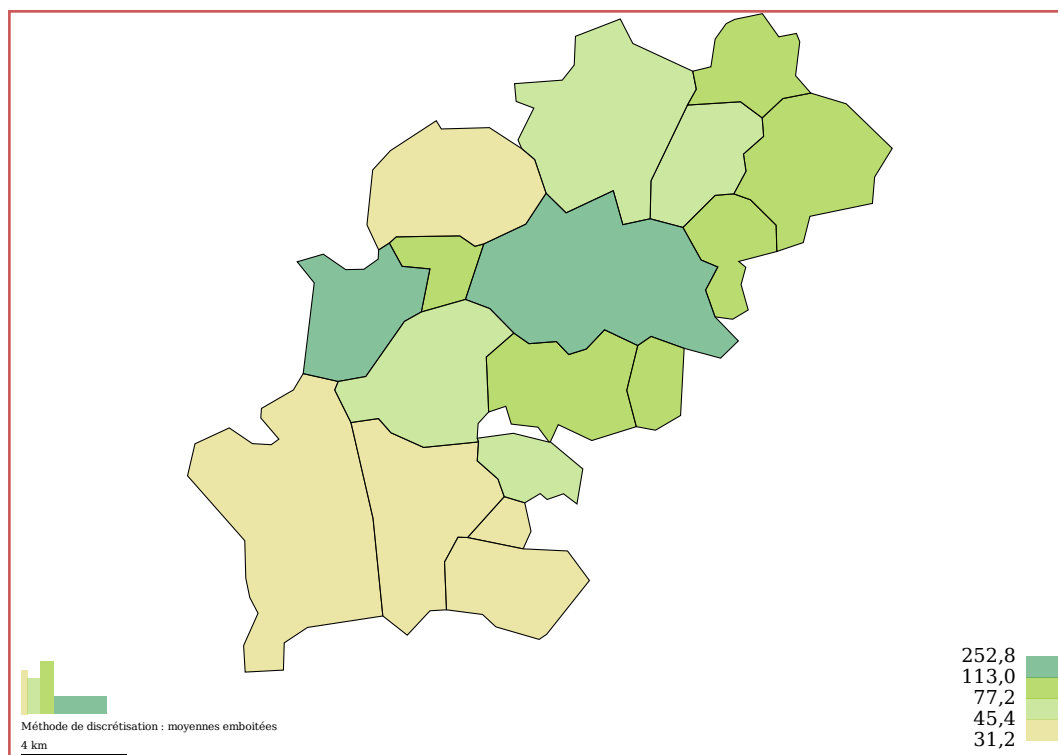 252,8
113,0
77,2
45,4
31,2
Méthode de discrétisation : moyennes emboitées
4 km